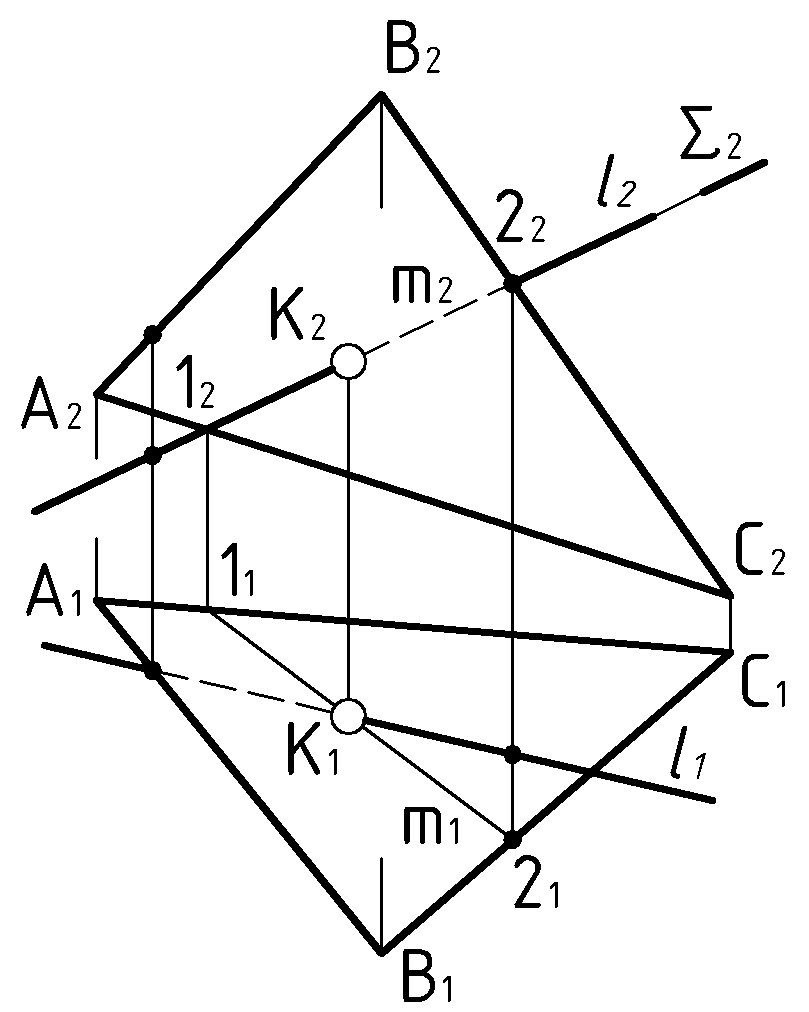 B₂
Σ₂
l₂
2₂
m₂
K₂
1₂
A₂
C₂
1₁
A₁
C₁
K₁
l₁
m₁
2₁
B₁